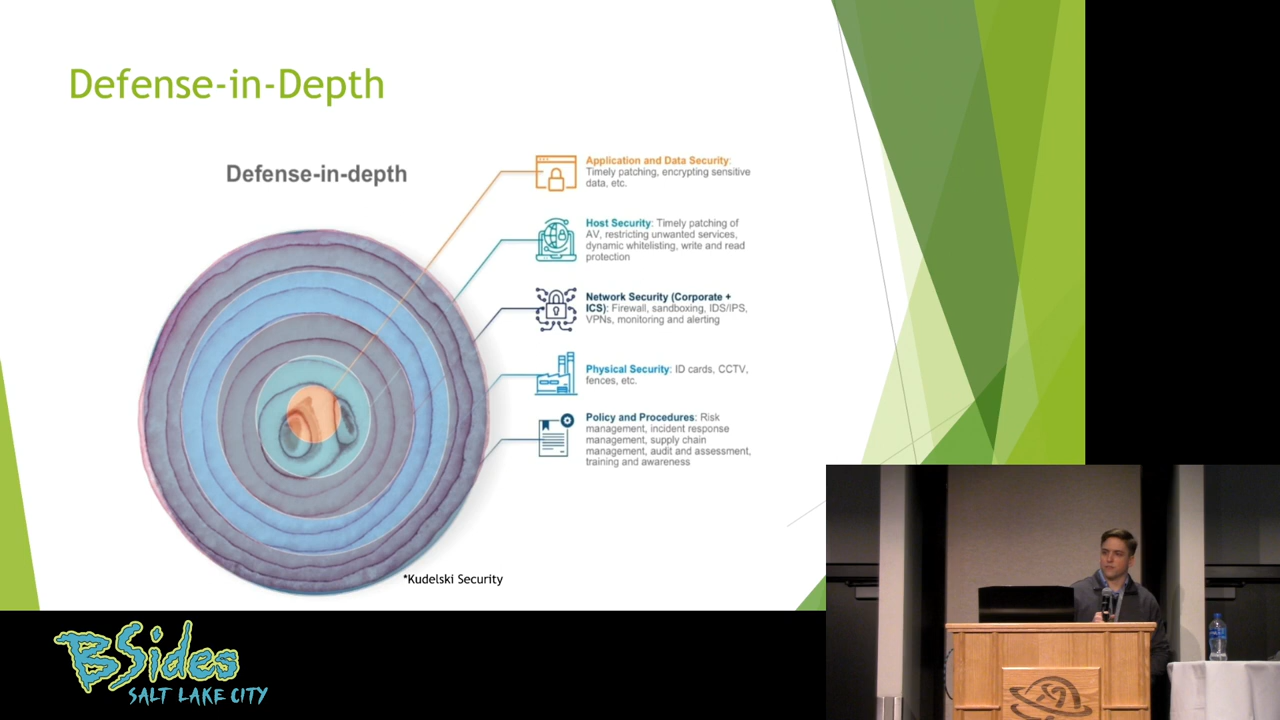 Defense-in-Depth
Defense-in-depth
Application and Data Security:
Timely patching, encrypting sensitive
data, etc.
Host Security: Timely patching of
AV, restricting unwanted services,
dynamic whitelisting, write and read
protection
Network Security (Corporate +
ICS): Firewall, sandboxing, IDS/IPS,
VPNs, monitoring and alerting
Physical Security: ID cards, CCTV,
fences, etc.
Policy and Procedures: Risk
management, incident response
management, supply chain
management, audit and assessment,
training and awareness
*Kudelski Security
BSides
SALT LAKE CITY